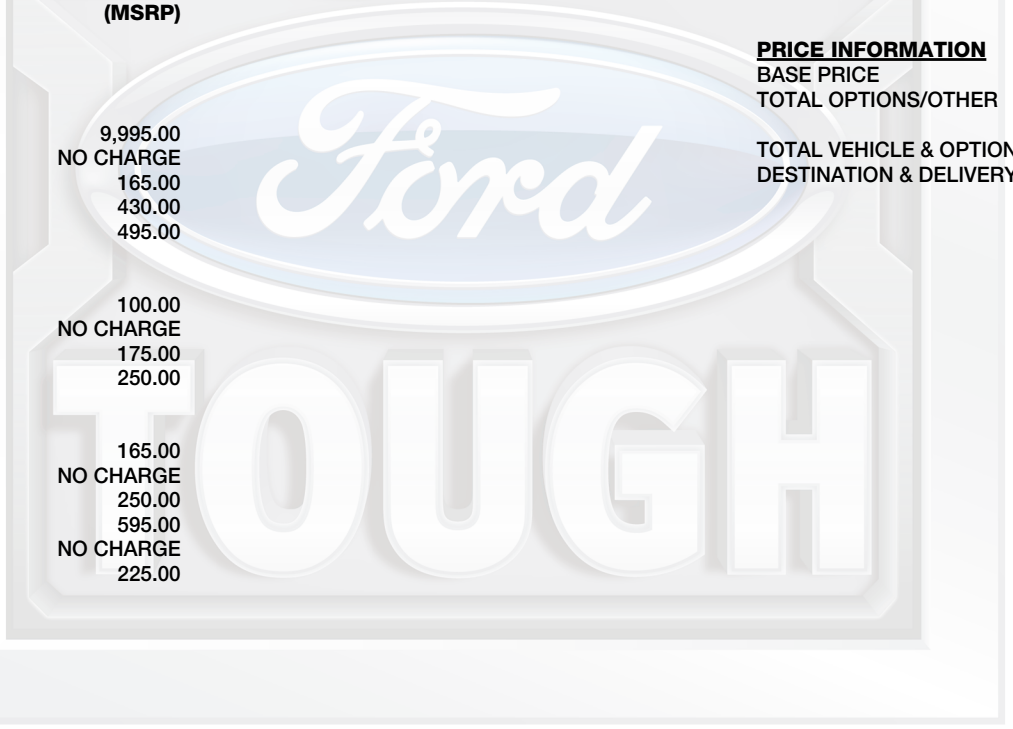 (MSRP)
9,995.00
NO CHARGE
165.00
430.00
495.00
100.00
NO CHARGE
175.00
250.00
165.00
NO CHARGE
250.00
595.00
NO CHARGE
225.00
PRICE INFORMATION
BASE PRICE
TOTAL OPTIONS/OTHER
TOTAL VEHICLE & OPTION
DESTINATION & DELIVERY
Ford
TOUGH